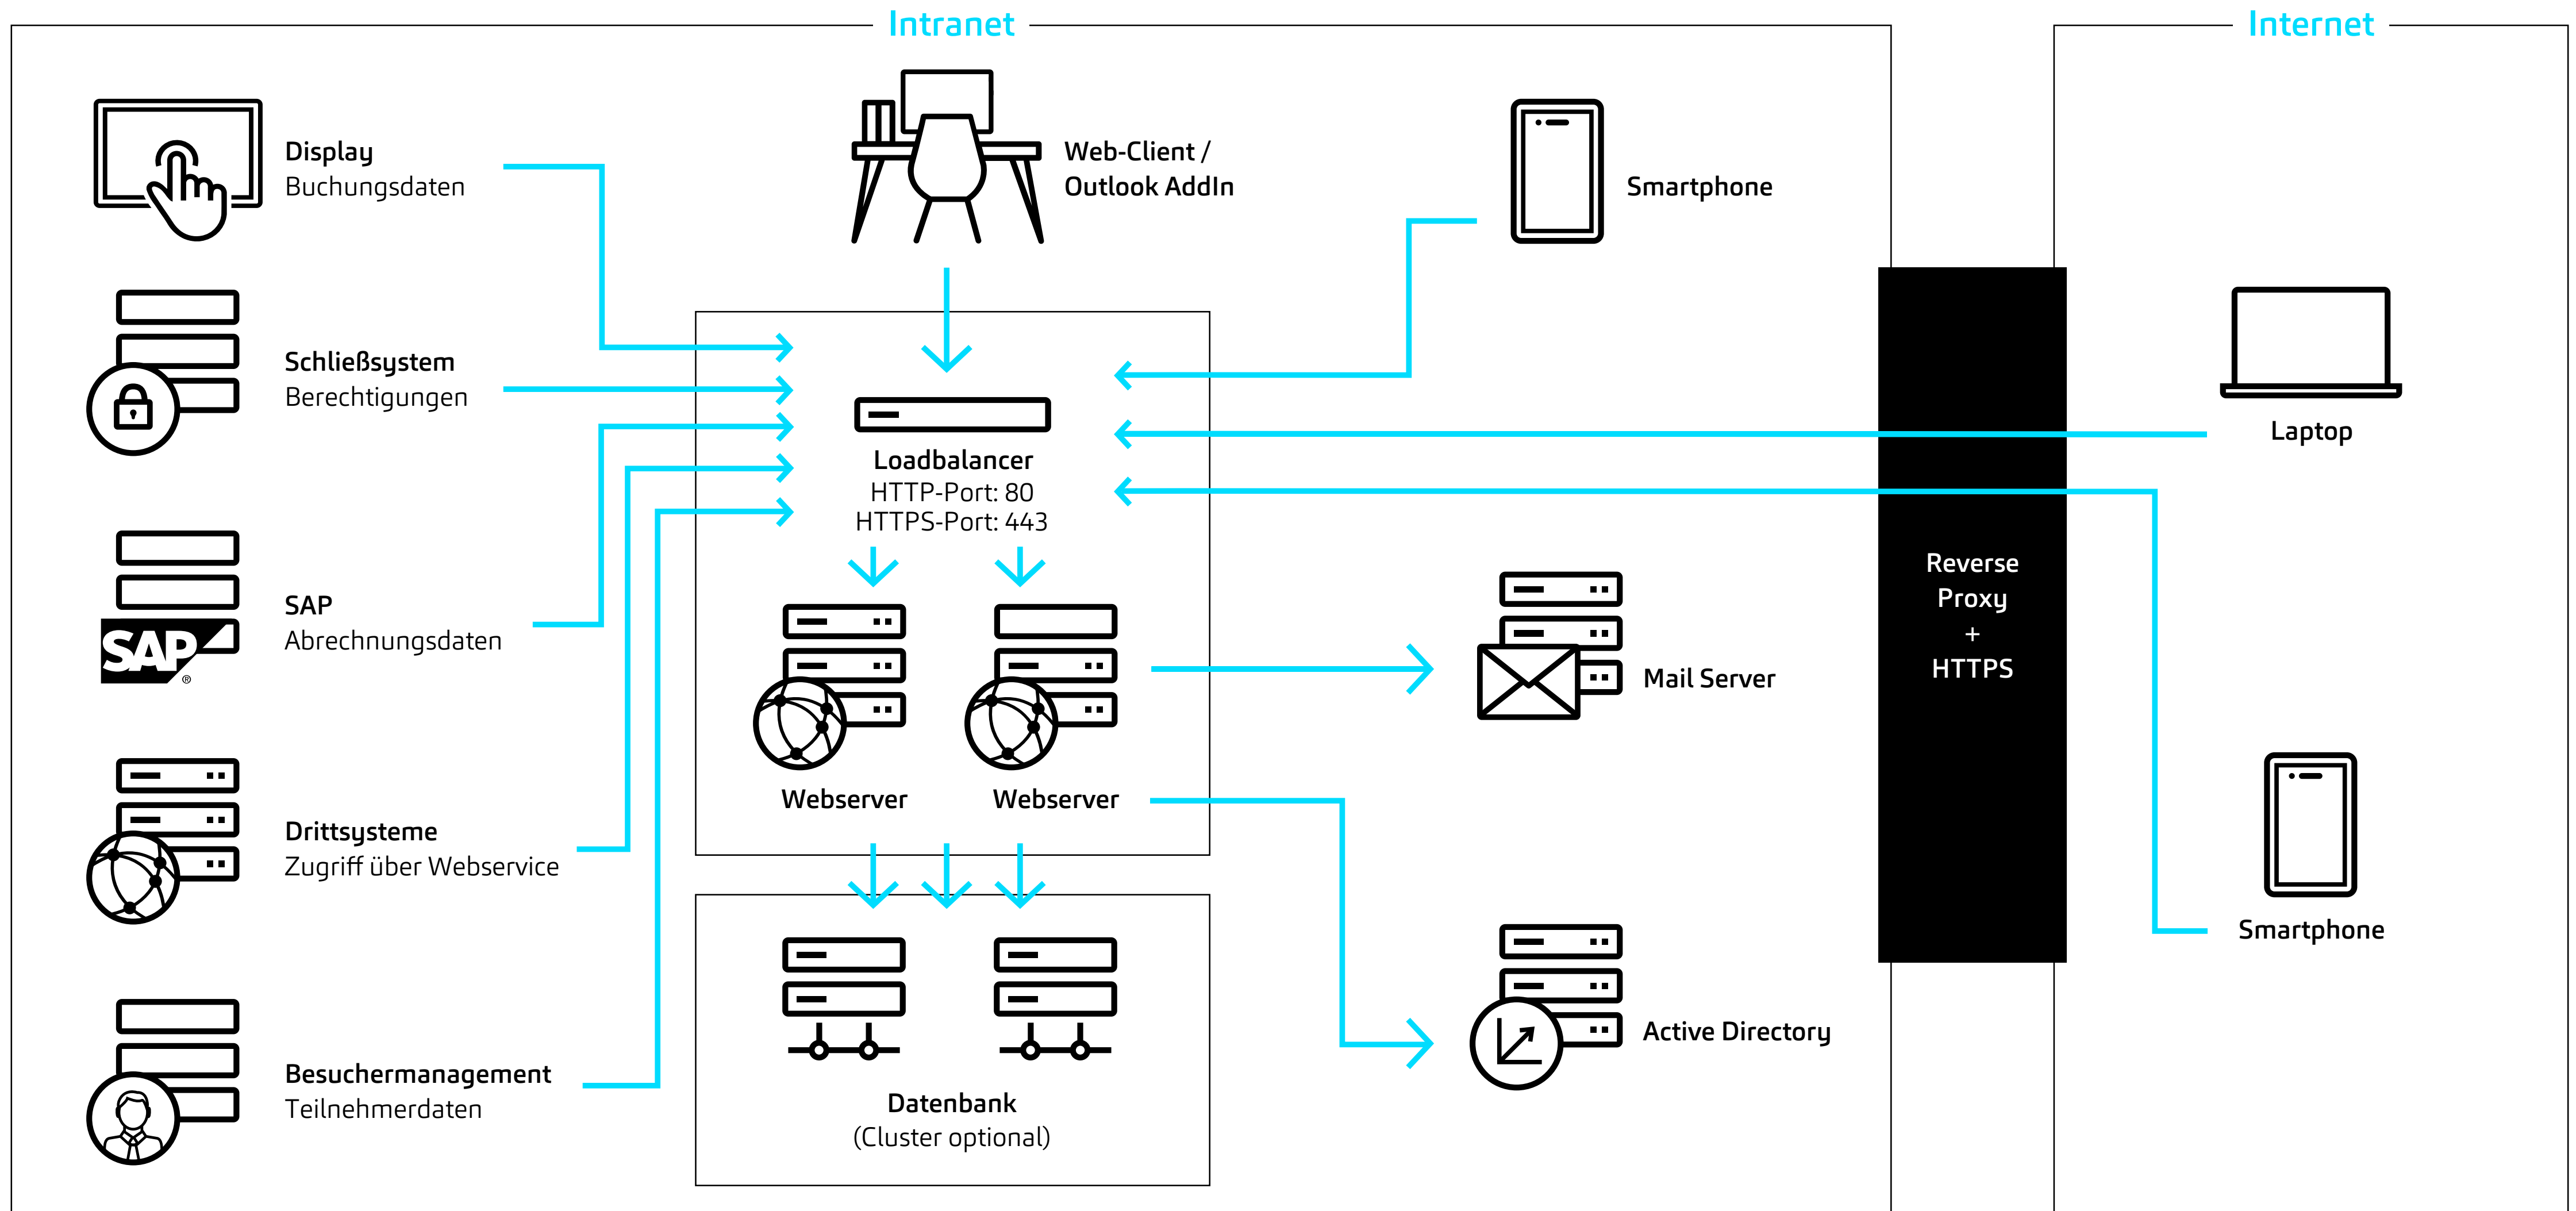 Intranet
Internet
Display
Buchungsdaten
Web-Client /
Outlook AddIn
Smartphone
Schließsystem
Berechtigungen
Laptop
Loadbalancer
HTTP-Port: 80
HTTPS-Port: 443
SAP
Abrechnungsdaten
SAP
®
Reverse
Proxy
+
HTTPS
Mail Server
Webserver
Webserver
Drittsysteme
Zugriff über Webservice
Smartphone
Active Directory
Besuchermanagement
Teilnehmerdaten
Datenbank
(Cluster optional)